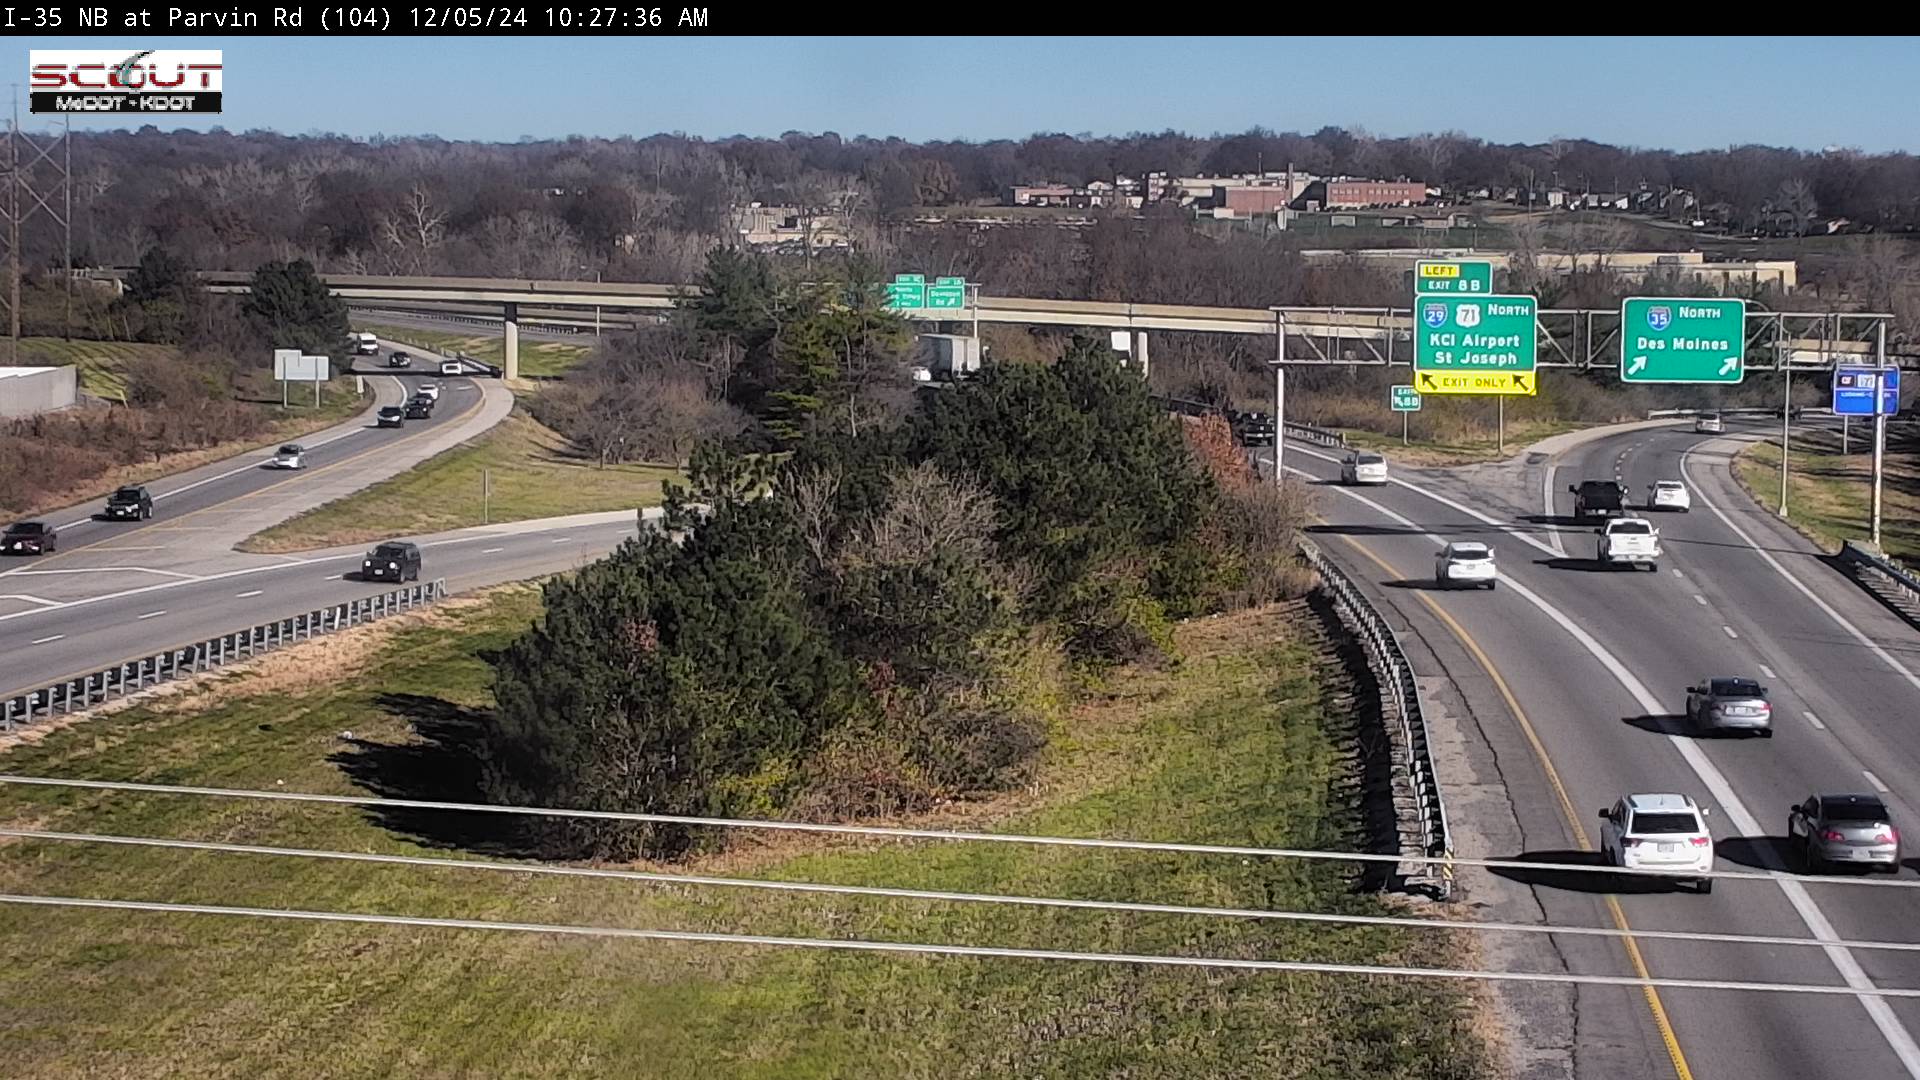 I-35 NB at Parvin Rd (104) 12/05/24 10:27:36 AM
SCOUT
MoDOT - KDOT
LEFT
EXIT 8B
29 71 NORTH
KCI Airport
St Joseph
EXIT ONLY
35 NORTH
Des Moines
EXIT
8B